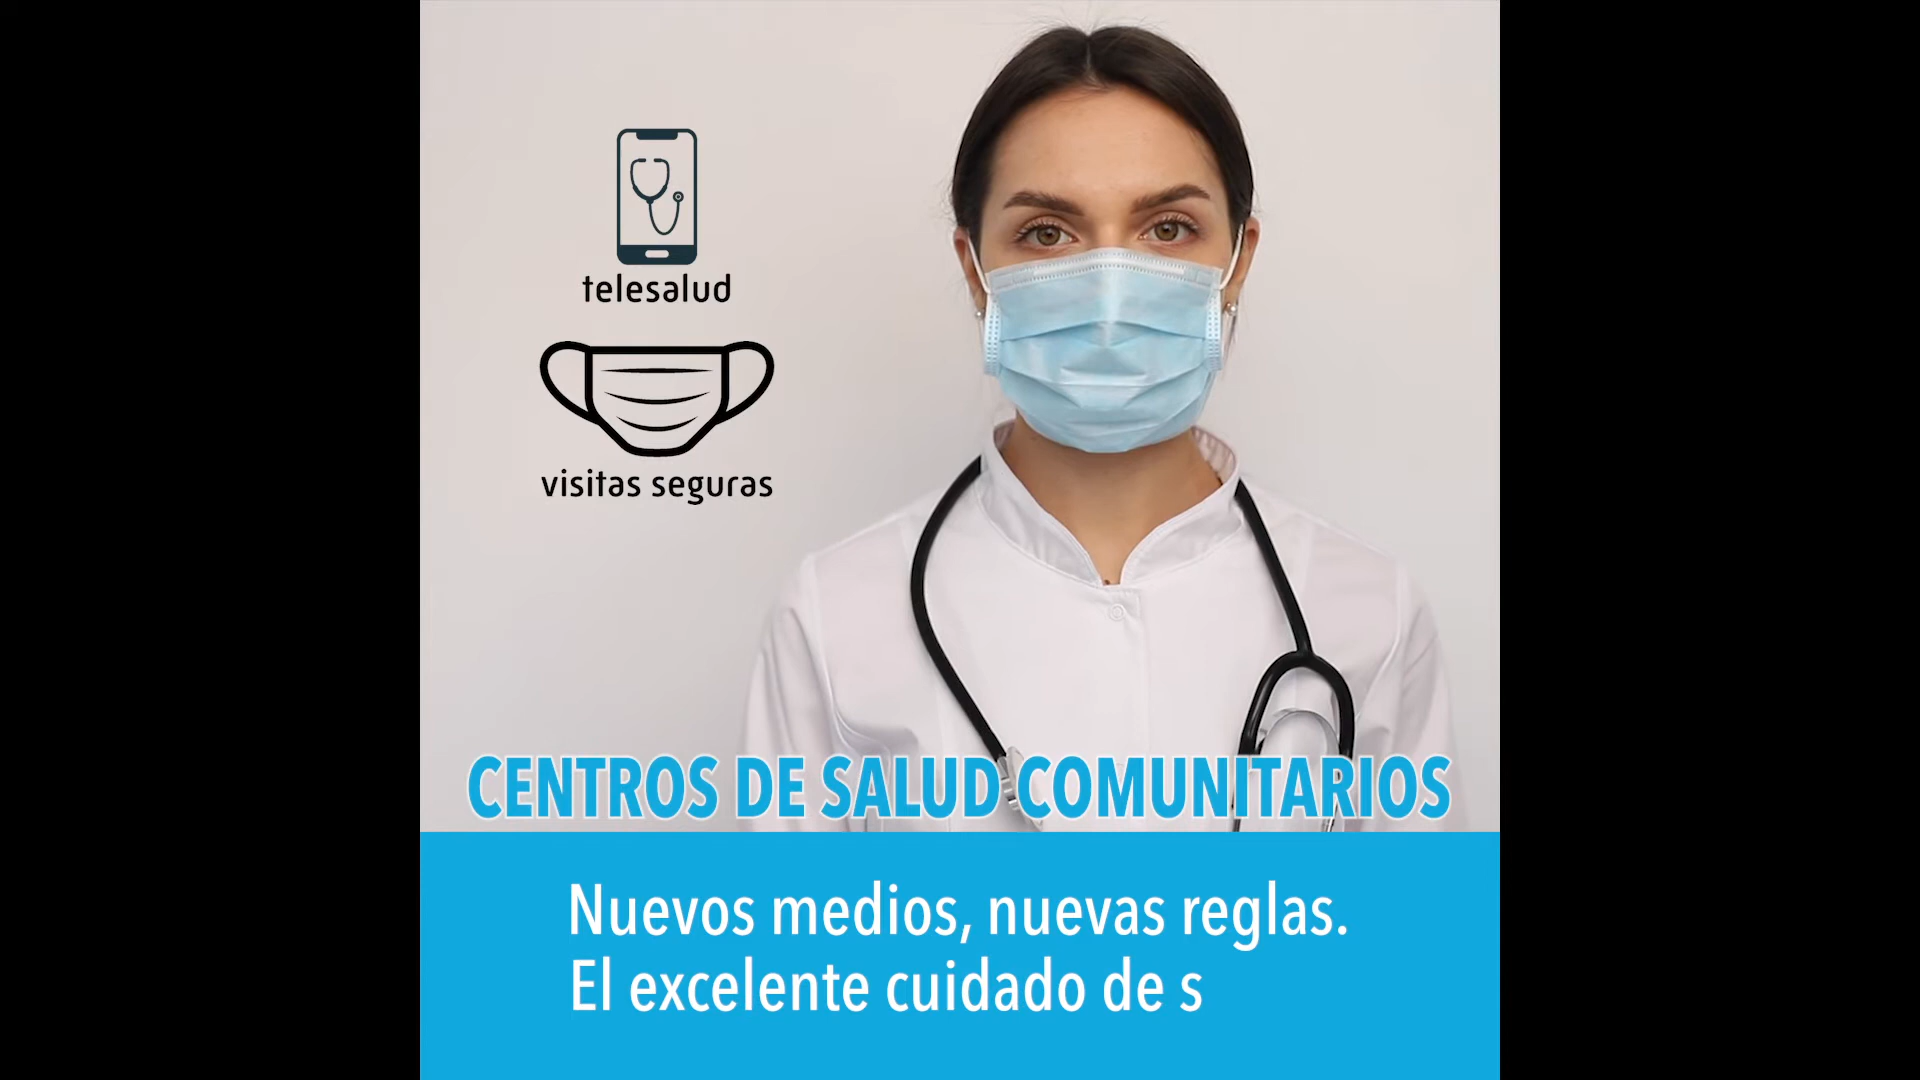 telesalud
visitas seguras
CENTROS DE SALUD COMUNITARIOS
Nuevos medios, nuevas reglas.
El excelente cuidado de s